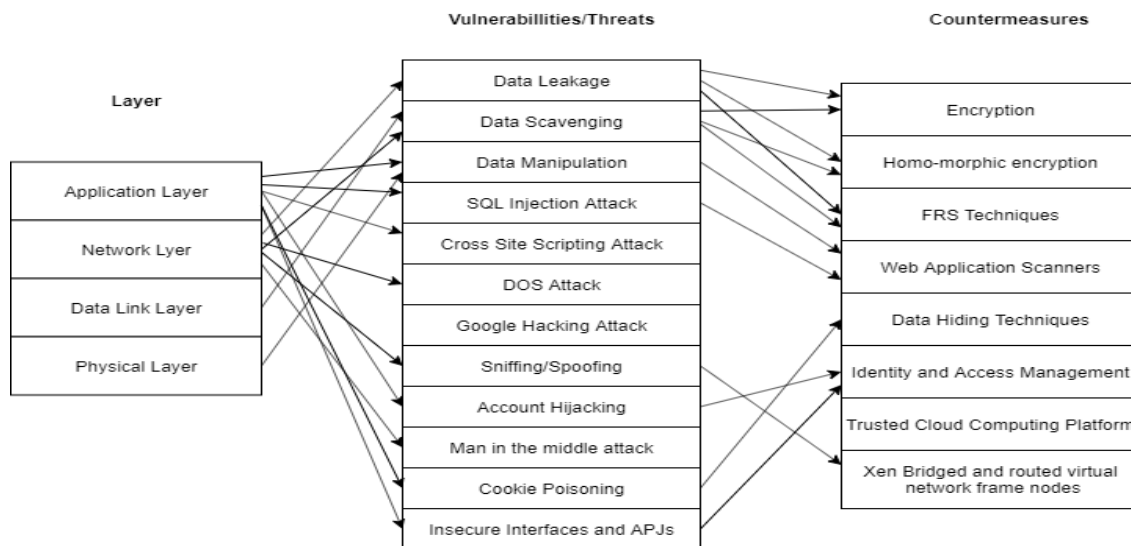 Vulnerabillities/Threats
Countermeasures
Layer
Application Layer
Network Lyer
Data Link Layer
Physical Layer
Data Leakage
Data Scavenging
Data Manipulation
SQL Injection Attack
Cross Site Scripting Attack
DOS Attack
Google Hacking Attack
Sniffing/Spoofing
Account Hijacking
Man in the middle attack
Cookie Poisoning
Insecure Interfaces and APJs
Encryption
Homo-morphic encryption
FRS Techniques
Web Application Scanners
Data Hiding Techniques
Identity and Access Management
Trusted Cloud Computing Platform
Xen Bridged and routed virtual
network frame nodes